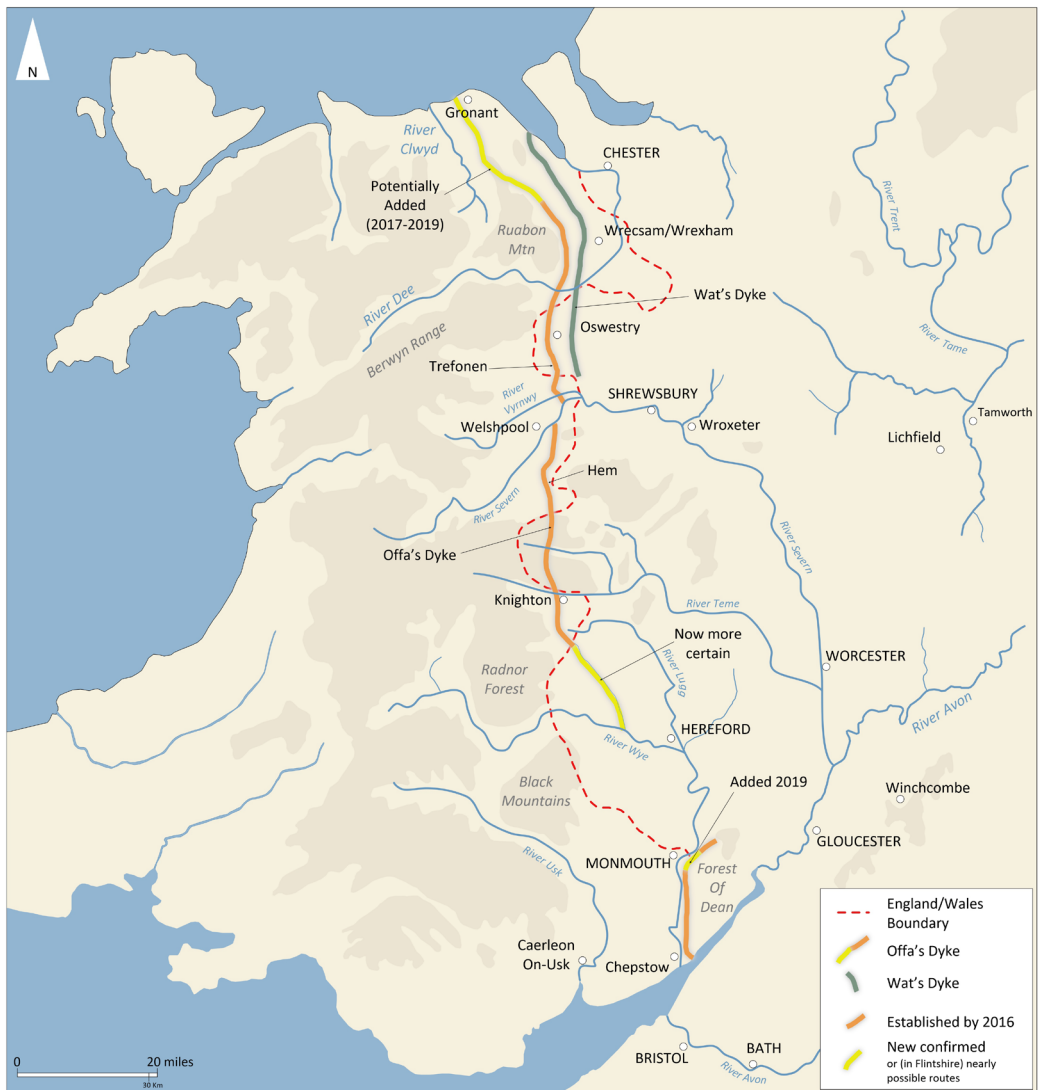 N
Gronant
River
Clwyd
CHESTER
Potentially
Added
(2017-2019)
River Trent
Ruabon
Mtn
Wrecsam/Wrexham
River Dee
Wat's Dyke
Oswestry
River Tame
Berwyn Range
Trefonen
River
Vyrnwy
SHREWSBURY
Tamworth
Welshpool
Wroxeter
Lichfield
Hem
River Severn
River Severn
Offa's Dyke
Knighton
River Teme
Now more
certain
River Lugg
WORCESTER
Radnor
Forest
River Avon
HEREFORD
River Wye
Added 2019
Black
Mountains
Winchcombe
GLOUCESTER
River Usk
MONMOUTH
Forest
Of
Dean
Caerleon
On-Usk
Chepstow
England/Wales
Boundary
Offa's Dyke
Wat's Dyke
Established by 2016
New confirmed
or (in Flintshire) nearly
possible routes
0 20 miles
30 Km
BRISTOL
BATH
River Avon